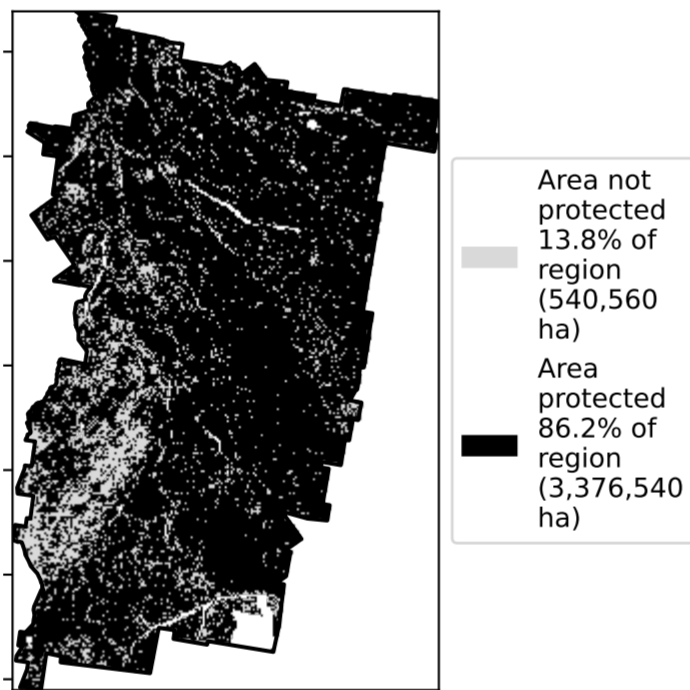 Area not
protected
13.8% of
region
(540,560
ha)
Area
protected
86.2% of
region
(3,376,540
ha)